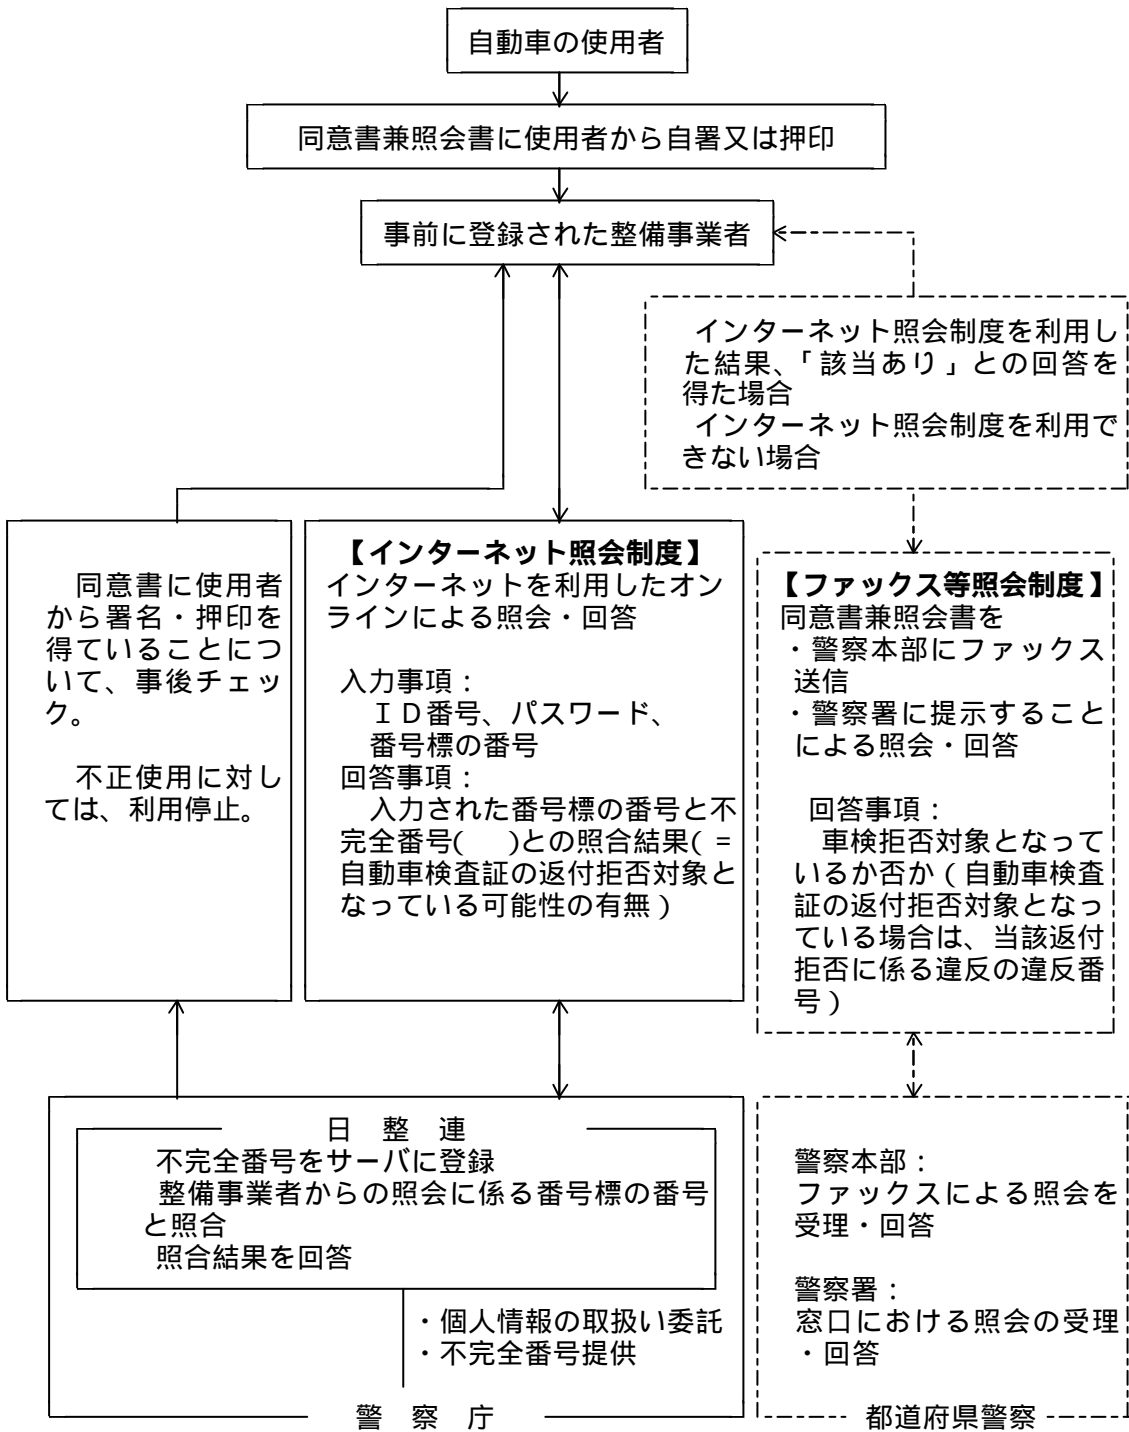 自動車の使用者
同意書兼照会書に使用者から自署又は押印
事前に登録された整備事業者
インターネット照会制度を利用し
た結果、「該当あり」との回答を
得た場合
インターネット照会制度を利用で
きない場合
同意書に使用者
から署名・押印を
得ていることにつ
いて、事後チェッ
ク。
不正使用に対し
ては、利用停止。
【インターネット照会制度】
インターネットを利用したオン
ラインによる照会・回答
入力事項:
ID番号、パスワード、
番号標の番号
回答事項:
入力された番号標の番号と不
完全番号(　)との照合結果(=
自動車検査証の返付拒否対象と
なっている可能性の有無)
【ファックス等照会制度】
同意書兼照会書を
・警察本部にファックス
送信
・警察署に提示すること
による照会・回答
回答事項:
車検拒否対象となって
いるか否か(自動車検査
証の返付拒否対象となっ
ている場合は、当該返付
拒否に係る違反の違反番
号)
日 整 連
不完全番号をサーバに登録
整備事業者からの照会に係る番号標の番号
と照合
照合結果を回答
・個人情報の取扱い委託
・不完全番号提供
警 察 庁
警察本部:
ファックスによる照会を
受理・回答
警察署:
窓口における照会の受理
・回答
都道府県警察